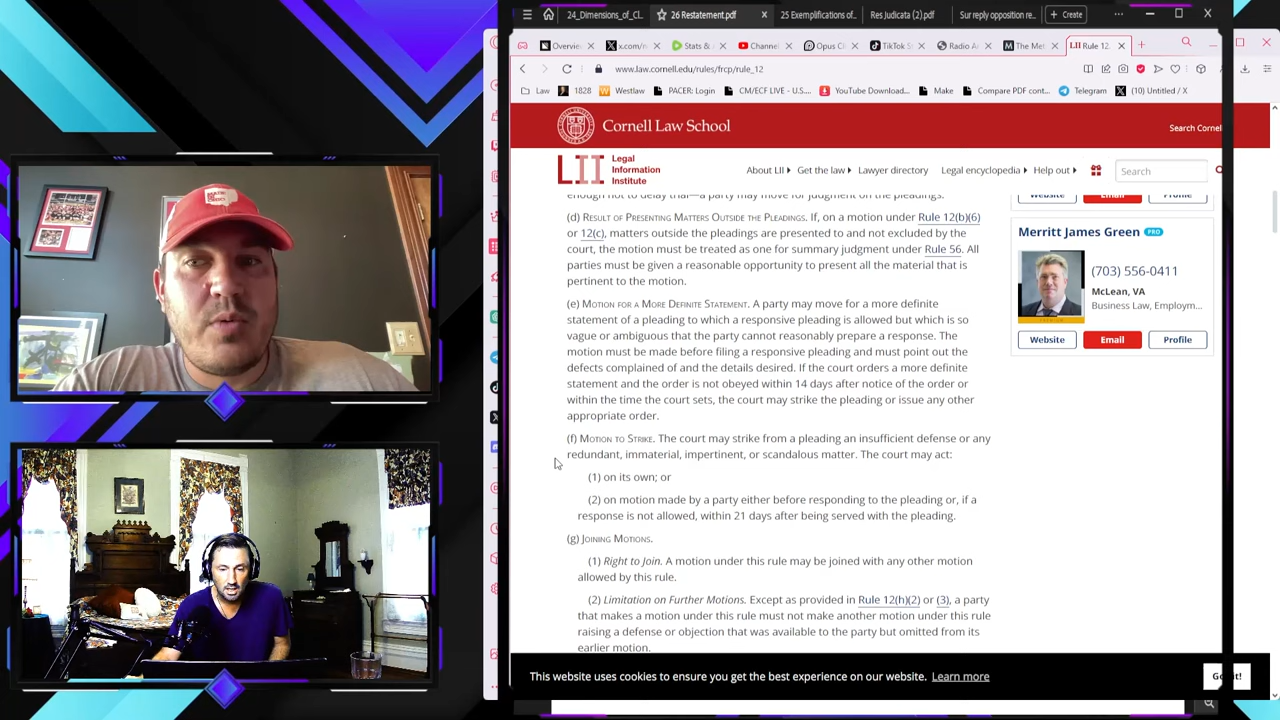 24_Dimensions_of_Cl.
26 Restatement.pdf
25 Exemplifications of..
Res Judicata (2).pdf
Sur reply opposition re...
Create
Overvie
x.com/n
Stats &
Channel
Opus Cl
TikTok S
Radio A
The Met
LII Rule 12.
www.law.cornell.edu/rules/frcp/rule_12
Law
1828
Westlaw
PACER: Login
CM/ECF LIVE - U.S....
YouTube Download...
Make
Compare PDF cont...
Telegram
(10) Untitled / X
Cornell Law School
Search Cornel
LII
Legal
Information
Institute
About LII
Get the law
Lawyer directory
Legal encyclopedia
Help out
Search
enough not to delay trial—a party may move for judgment on the pleadings.
(d) Result of Presenting Matters Outside the Pleadings. If, on a motion under Rule 12(b)(6)
or 12(c), matters outside the pleadings are presented to and not excluded by the
court, the motion must be treated as one for summary judgment under Rule 56. All
parties must be given a reasonable opportunity to present all the material that is
pertinent to the motion.
(e) Motion for a More Definite Statement. A party may move for a more definite
statement of a pleading to which a responsive pleading is allowed but which is so
vague or ambiguous that the party cannot reasonably prepare a response. The
motion must be made before filing a responsive pleading and must point out the
defects complained of and the details desired. If the court orders a more definite
statement and the order is not obeyed within 14 days after notice of the order or
within the time the court sets, the court may strike the pleading or issue any other
appropriate order.
(f) Motion to Strike. The court may strike from a pleading an insufficient defense or any
redundant, immaterial, impertinent, or scandalous matter. The court may act:
(1) on its own; or
(2) on motion made by a party either before responding to the pleading or, if a
response is not allowed, within 21 days after being served with the pleading.
(g) Joining Motions.
(1) Right to Join. A motion under this rule may be joined with any other motion
allowed by this rule.
(2) Limitation on Further Motions. Except as provided in Rule 12(h)(2) or (3), a party
that makes a motion under this rule must not make another motion under this rule
raising a defense or objection that was available to the party but omitted from its
earlier motion.
Website
Email
Profile
Merritt James Green PRO
(703) 556-0411
McLean, VA
Business Law, Employm...
Website
Email
Profile
This website uses cookies to ensure you get the best experience on our website. Learn more